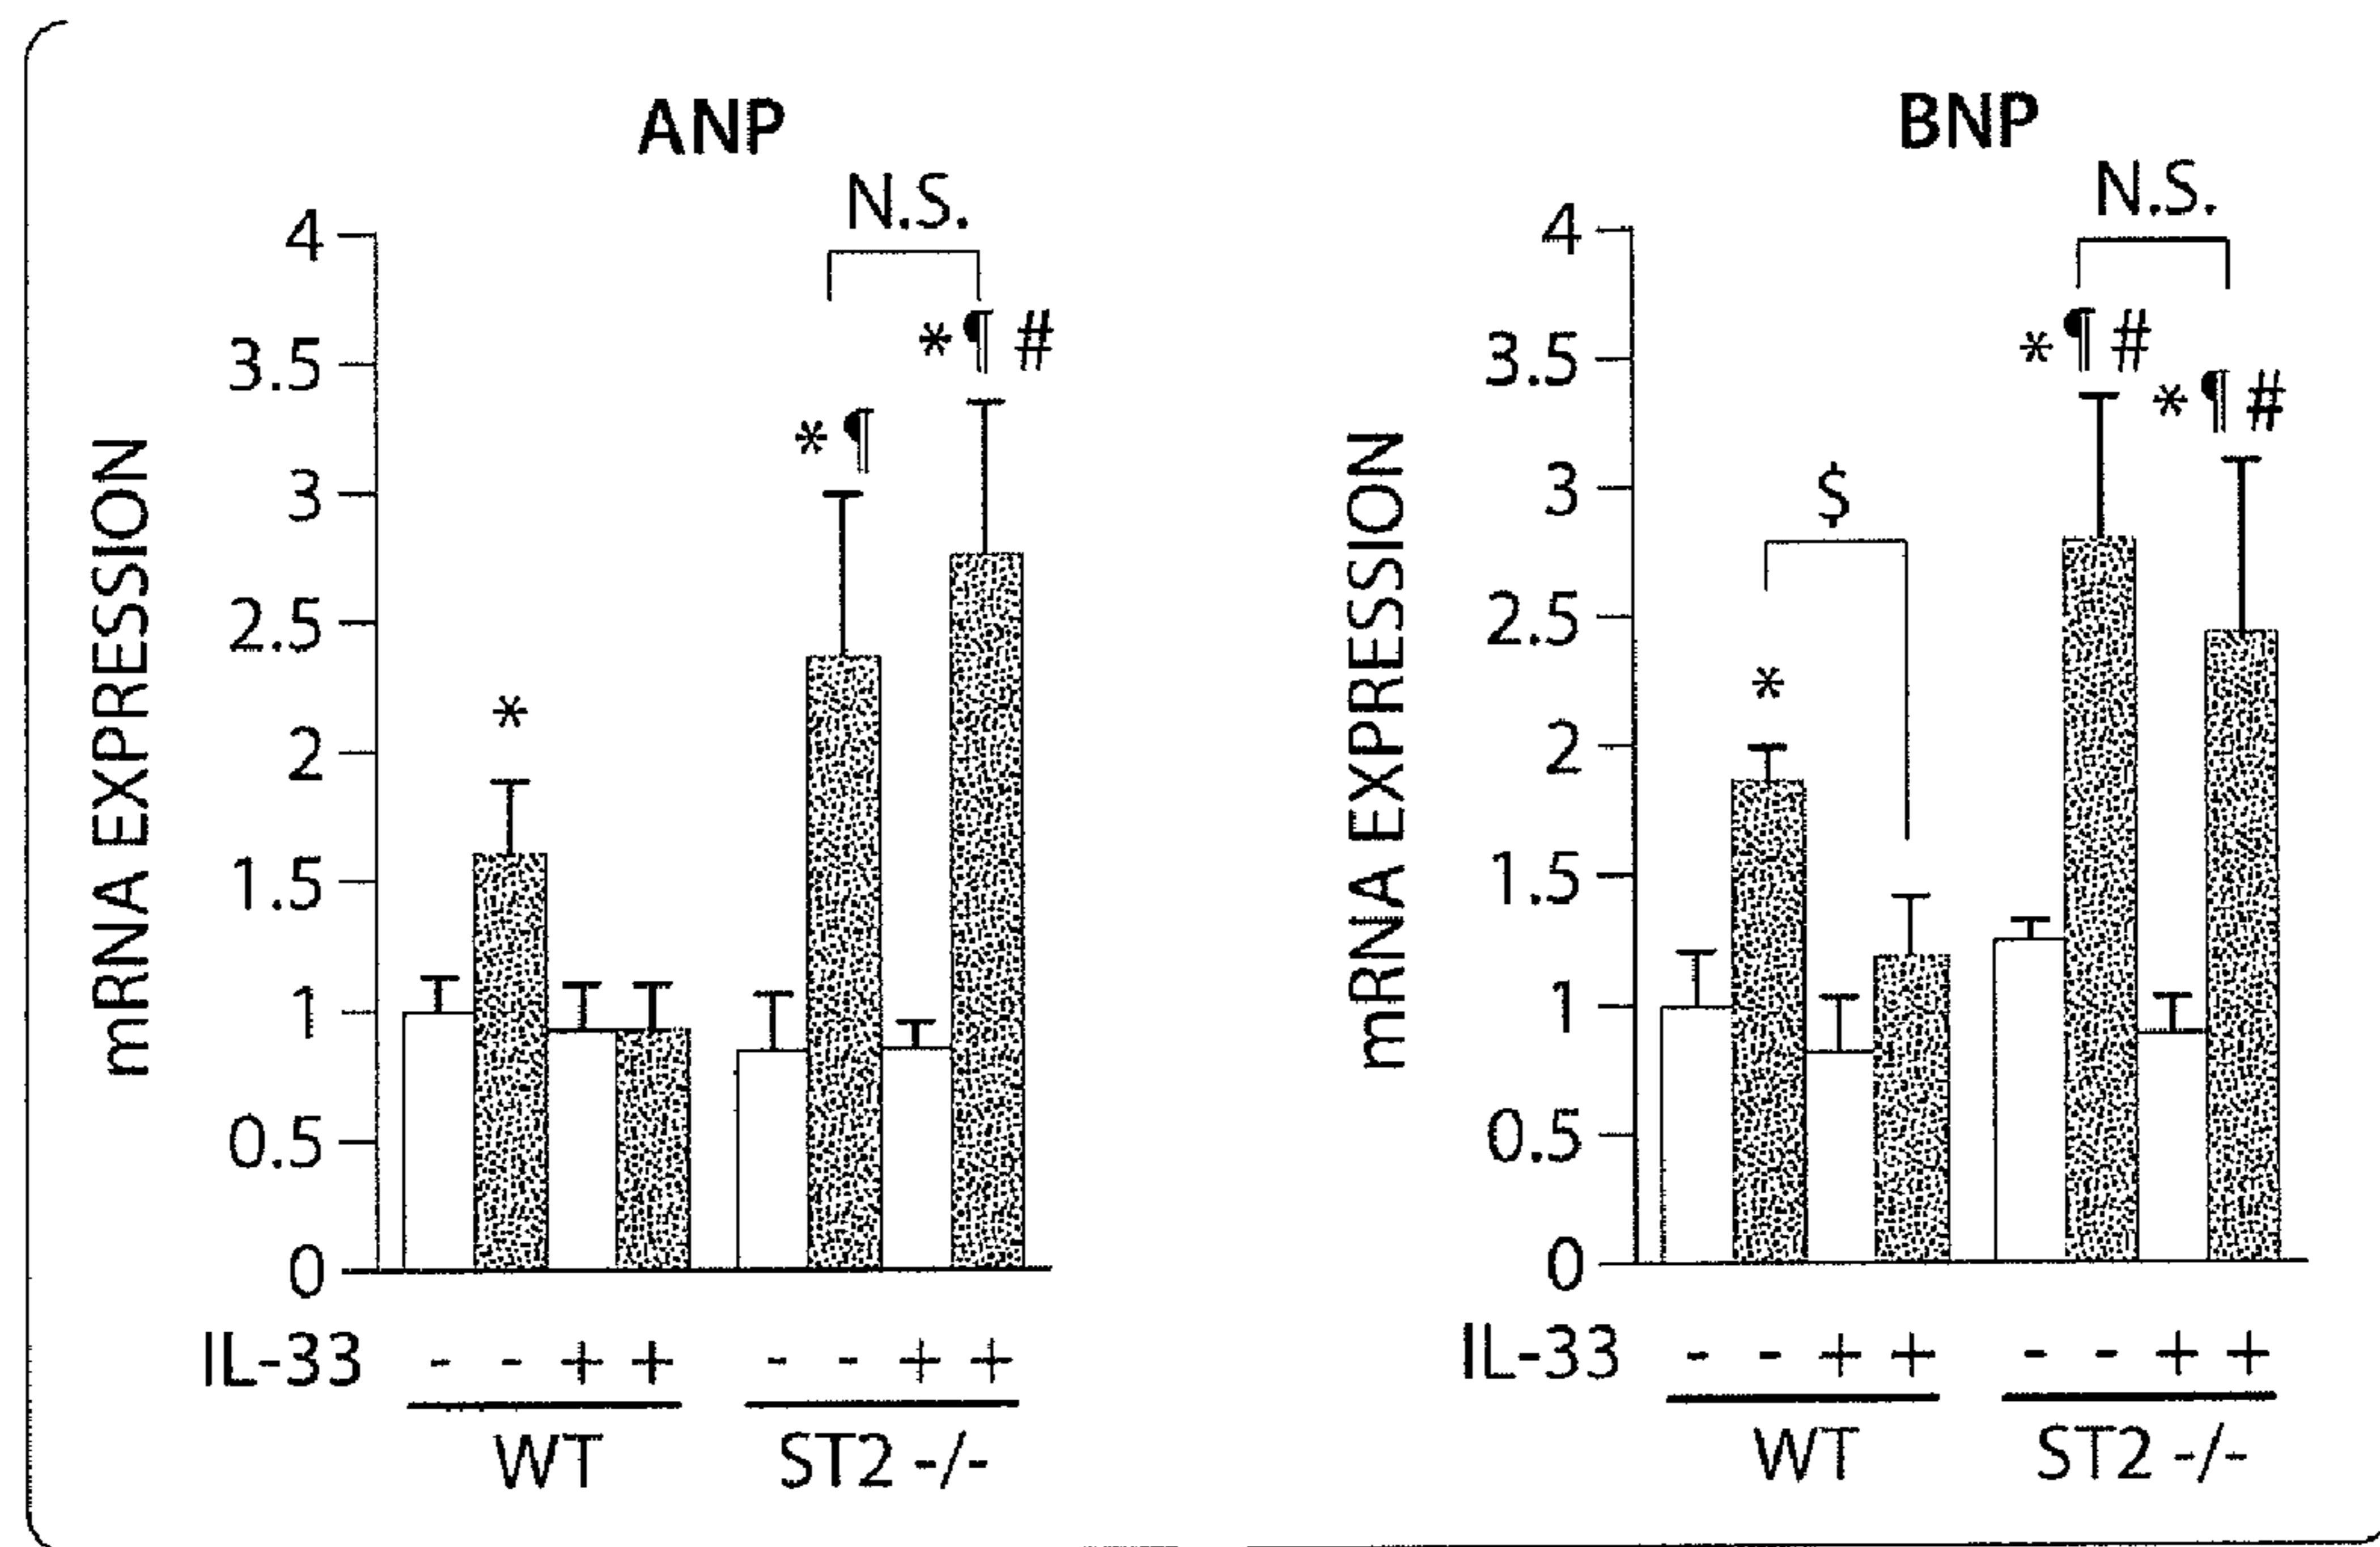 ANP
N.S.
mRNA EXPRESSION
4
3.5
3
2.5
2
1.5
1
0.5
0
*
*¶
*¶#
IL-33 - - + + - - + +
WT ST2 -/-
BNP
N.S.
mRNA EXPRESSION
4
3.5
3
2.5
2
1.5
1
0.5
0
*
$
*¶#
*¶#
IL-33 - - + + - - + +
WT ST2 -/-